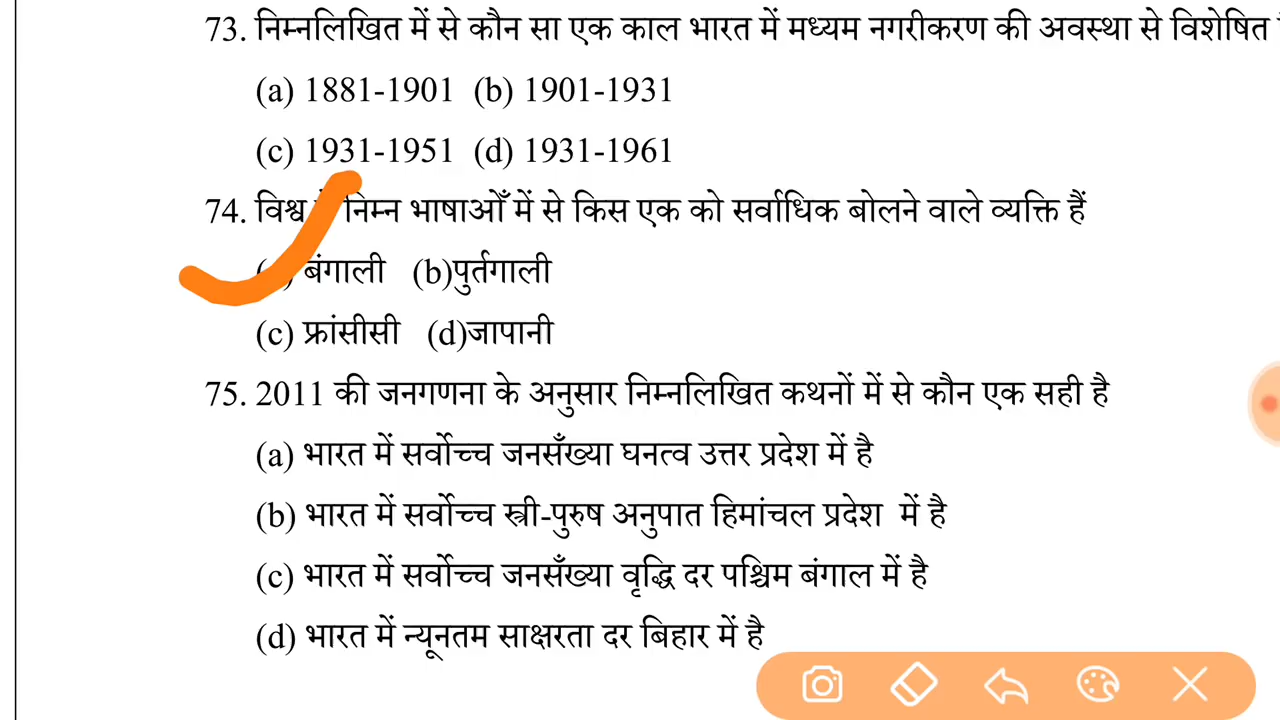 73. निम्नलिखित में से कौन सा एक काल भारत में मध्यम नगरीकरण की अवस्था से विशेषित
(a) 1881-1901 (b) 1901-1931
(c) 1931-1951 (d) 1931-1961
74. विश्व निम्न भाषाओँ में से किस एक को सर्वाधिक बोलने वाले व्यक्ति हैं
बंगाली (b)पुर्तगाली
(c) फ्रांसीसी (d)जापानी
75. 2011 की जनगणना के अनुसार निम्नलिखित कथनों में से कौन एक सही है
(a) भारत में सर्वोच्च जनसँख्या घनत्व उत्तर प्रदेश में है
(b) भारत में सर्वोच्च स्त्री-पुरुष अनुपात हिमांचल प्रदेश में है
(c) भारत में सर्वोच्च जनसँख्या वृद्धि दर पश्चिम बंगाल में है
(d) भारत में न्यूनतम साक्षरता दर बिहार में है